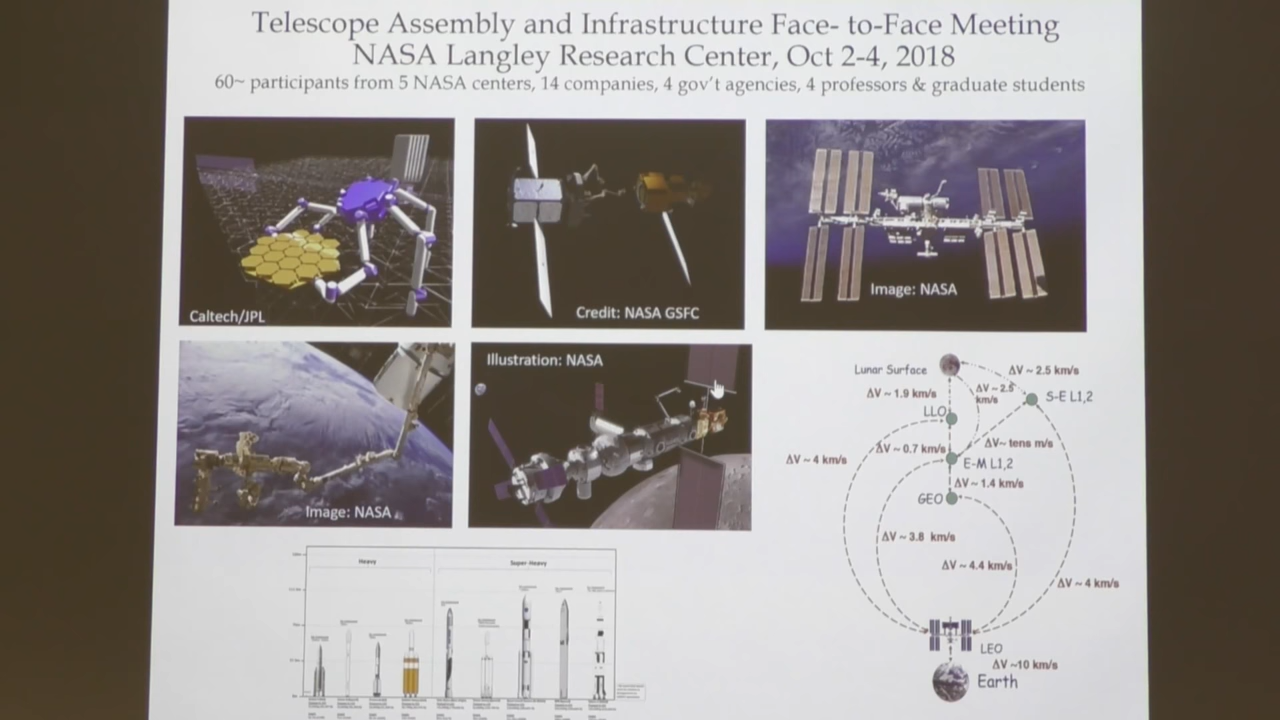 Telescope Assembly and Infrastructure Face- to-Face Meeting
NASA Langley Research Center, Oct 2-4, 2018
60~ participants from 5 NASA centers, 14 companies, 4 gov't agencies, 4 professors & graduate students
Caltech/JPL
Credit: NASA GSFC
Image: NASA
Image: NASA
Illustration: NASA
Lunar Surface
ΔV ~ 2.5 km/s
ΔV ~ 1.9 km/s
ΔV ~ 2.5
km/s
S-E L1,2
LLO
ΔV ~ 0.7 km/s
ΔV~ tens m/s
ΔV ~ 4 km/s
E-M L1,2
ΔV ~ 1.4 km/s
GEO
ΔV ~ 3.8 km/s
ΔV ~ 4.4 km/s
ΔV ~ 4 km/s
LEO
ΔV ~10 km/s
Earth
Heavy
Super Heavy